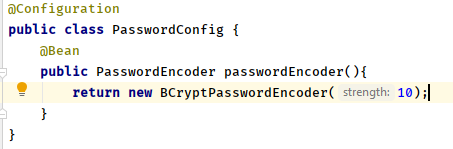 @Configuration
public class PasswordConfig {
@Bean
public PasswordEncoder passwordEncoder(){
return new BCryptPasswordEncoder( strength: 10);
}
}